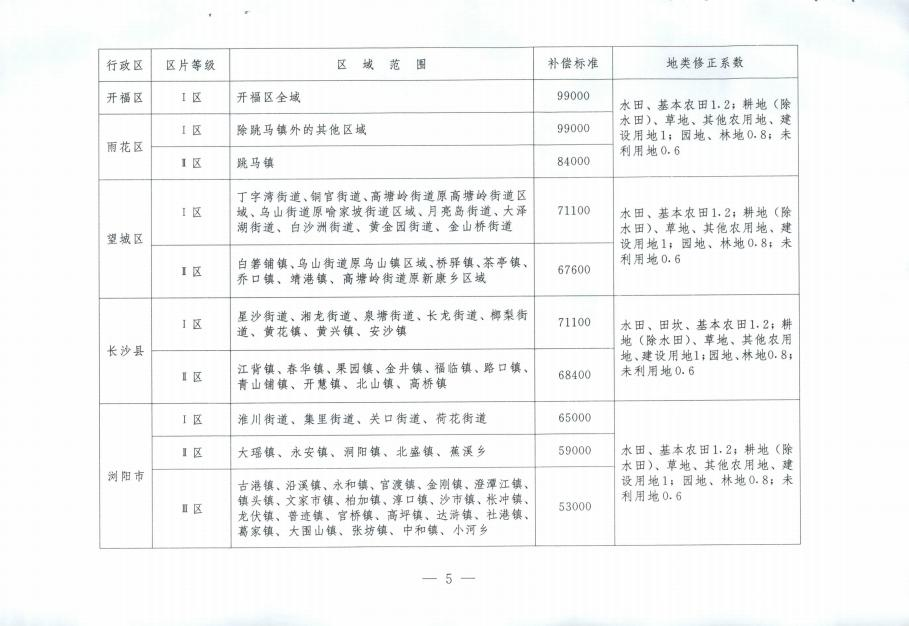 行政区 区片等级 区 域 范 围 补偿标准 地类修正系数
开福区 Ⅰ区 开福区全域 99000
水田、基本农田1.2；耕地（除
水田）、草地、其他农用地、建
设用地1；园地、林地0.8；未
利用地0.6
雨花区 Ⅰ区 除跳马镇外的其他区域 99000
Ⅱ区 跳马镇 84000
望城区 Ⅰ区
丁字湾街道、铜官街道、高塘岭街道原高塘岭街道区
域、乌山街道原喻家坡街道区域、月亮岛街道、大泽
湖街道、白沙洲街道、黄金园街道、金山桥街道
71100
水田、基本农田1.2；耕地（除
水田）、草地、其他农用地、建
设用地1；园地、林地0.8；未
利用地0.6
Ⅱ区
白箬铺镇、乌山街道原乌山镇区域、桥驿镇、茶亭镇、
乔口镇、靖港镇、高塘岭街道原新康乡区域
67600
长沙县 Ⅰ区
星沙街道、湘龙街道、泉塘街道、长龙街道、㮾梨街
道、黄花镇、黄兴镇、安沙镇
71100
水田、田坎、基本农田1.2；耕
地（除水田）、草地、其他农用
地、建设用地1；园地、林地0.8；
未利用地0.6
Ⅱ区
江背镇、春华镇、果园镇、金井镇、福临镇、路口镇、
青山铺镇、开慧镇、北山镇、高桥镇
68400
浏阳市 Ⅰ区 淮川街道、集里街道、关口街道、荷花街道 65000
水田、基本农田1.2；耕地（除
水田）、草地、其他农用地、建
设用地1；园地、林地0.8；未
利用地0.6
Ⅱ区 大瑶镇、永安镇、洞阳镇、北盛镇、蕉溪乡 59000
Ⅲ区
古港镇、沿溪镇、永和镇、官渡镇、金刚镇、澄潭江镇、
镇头镇、文家市镇、柏加镇、淳口镇、沙市镇、枨冲镇、
龙伏镇、普迹镇、官桥镇、高坪镇、达浒镇、社港镇、
葛家镇、大围山镇、张坊镇、中和镇、小河乡
53000
— 5 —